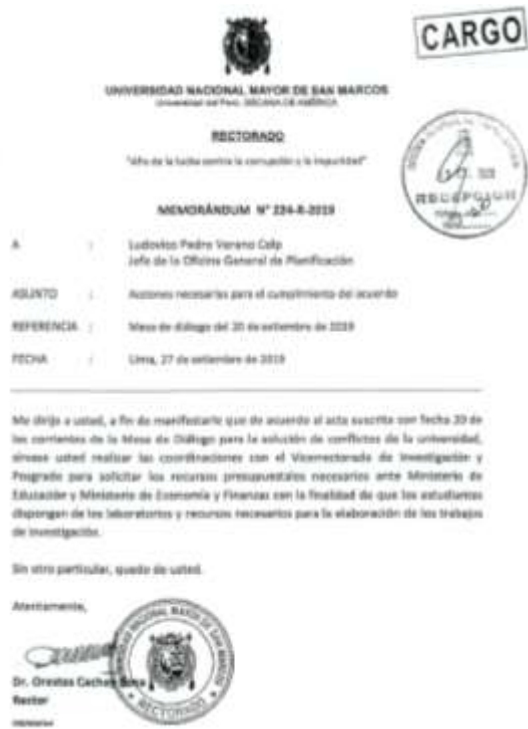 CARGO
UNIVERSIDAD NACIONAL MAYOR DE SAN MARCOS
Universidad del Perú, DECANA DE AMÉRICA
RECTORADO
"Año de la lucha contra la corrupción y la impunidad"
RECEPCION
MEMORÁNDUM N° 224-R-2019
A : Ludovico Pedro Verano Colp
Jefe de la Oficina General de Planificación
ASUNTO : Acciones necesarias para el cumplimiento del acuerdo
REFERENCIA : Mesa de diálogo del 20 de setiembre de 2019
FECHA : Lima, 27 de setiembre de 2019
Me dirijo a usted, a fin de manifestarle que de acuerdo al acta suscrita con fecha 20 de
los corrientes de la Mesa de Diálogo para la solución de conflictos de la universidad,
sírvase usted realizar las coordinaciones con el Vicerrectorado de Investigación y
Posgrado para solicitar los recursos presupuestales necesarios ante Ministerio de
Educación y Ministerio de Economía y Finanzas con la finalidad de que los estudiantes
dispongan de los laboratorios y recursos necesarios para la elaboración de los trabajos
de investigación.
Sin otro particular, quedo de usted.
Atentamente,
Dr. Orestes Cachay
Rector
RECTORADO